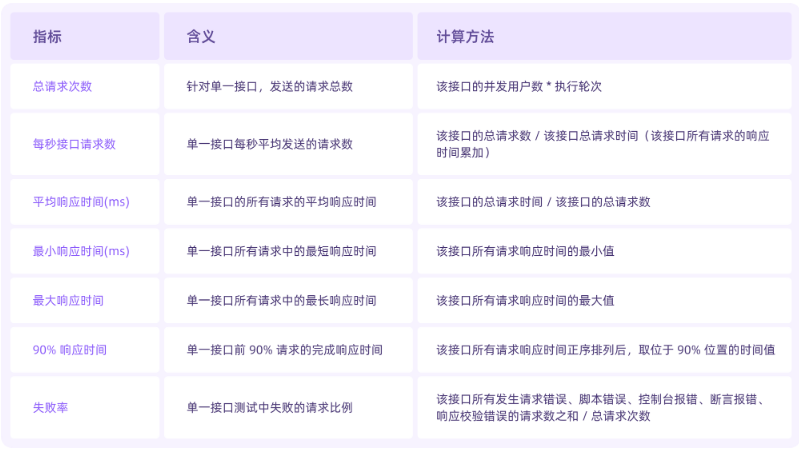 指标 含义 计算方法
总请求次数 针对单一接口，发送的请求总数 该接口的并发用户数 * 执行轮次
每秒接口请求数 单一接口每秒平均发送的请求数 该接口的总请求数 / 该接口总请求时间（该接口所有请求的响应
时间累加）
平均响应时间(ms) 单一接口的所有请求的平均响应时间 该接口的总请求时间 / 该接口的总请求数
最小响应时间(ms) 单一接口所有请求中的最短响应时间 该接口所有请求响应时间的最小值
最大响应时间 单一接口所有请求中的最长响应时间 该接口所有请求响应时间的最大值
90% 响应时间 单一接口前 90% 请求的完成响应时间 该接口所有请求响应时间正序排列后，取位于 90% 位置的时间值
失败率 单一接口测试中失败的请求比例 该接口所有发生请求错误、脚本错误、控制台报错、断言报错、
响应校验错误的请求数之和 / 总请求次数